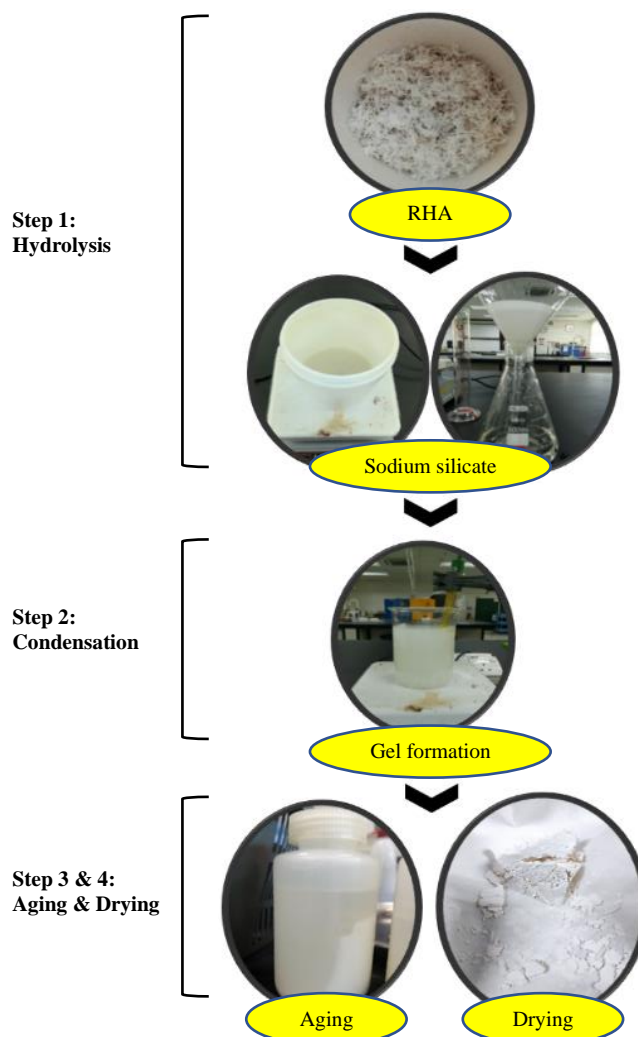 RHA
Step 1:
Hydrolysis
Sodium silicate
Step 2:
Condensation
Gel formation
Step 3 & 4:
Aging & Drying
Aging
Drying